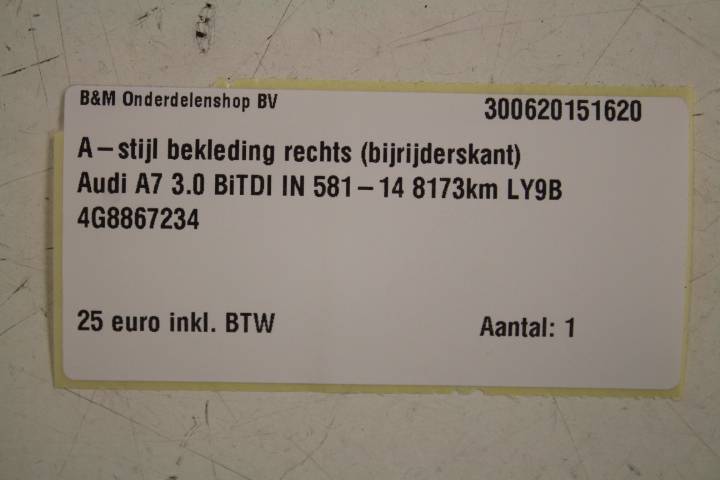 B&M Onderdelenshop BV 300620151620
A-stijl bekleding rechts (bijrijderskant)
Audi A7 3.0 BiTDI IN 581-14 8173km LY9B
4G8867234
25 euro inkl. BTW Aantal: 1